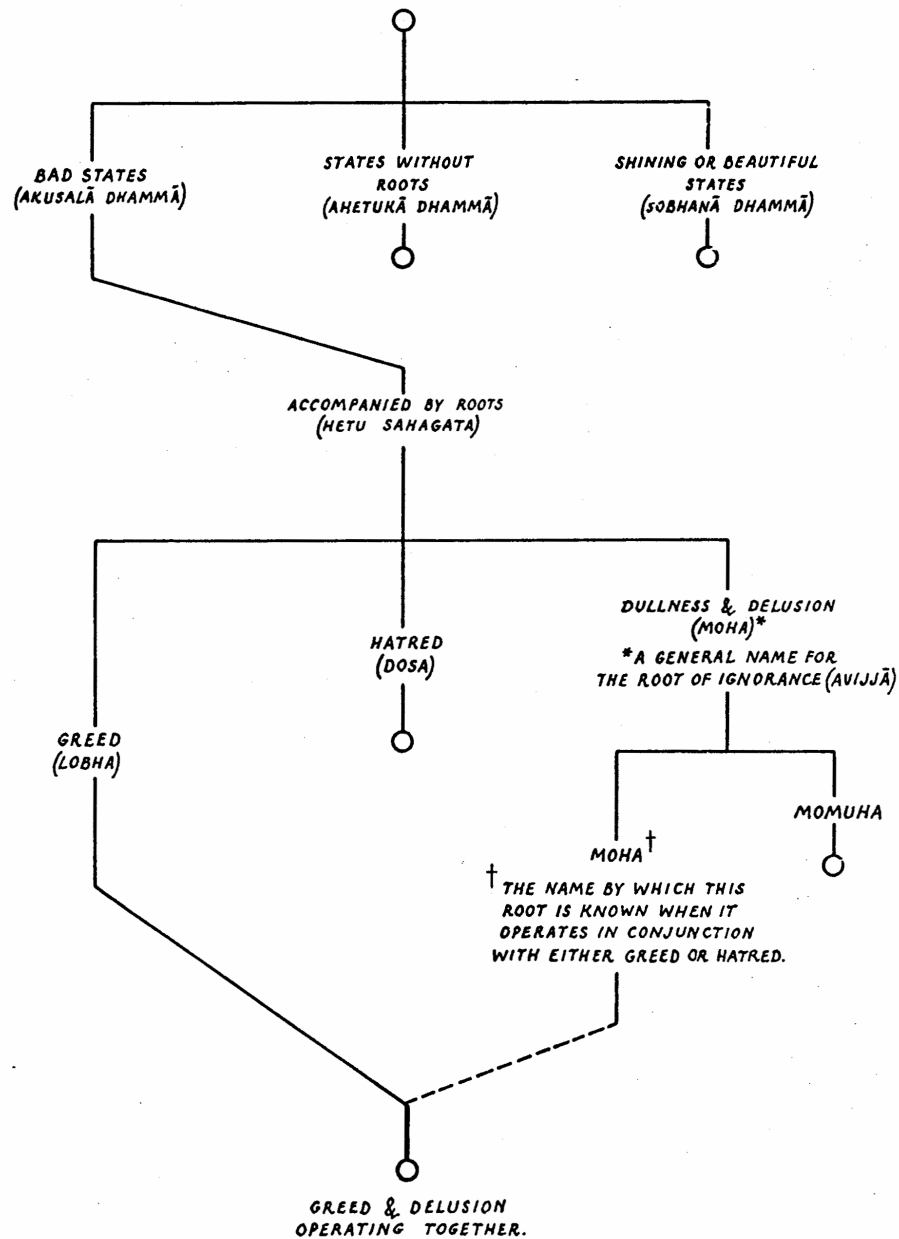 BAD STATES
(AKUSALĀ DHAMMĀ)
STATES WITHOUT
ROOTS
(AHETUKĀ DHAMMĀ)
SHINING OR BEAUTIFUL
STATES
(SOBHANĀ DHAMMĀ)
ACCOMPANIED BY ROOTS
(HETU SAHAGATA)
GREED
(LOBHA)
HATRED
(DOSA)
DULLNESS & DELUSION
(MOHA)*
*A GENERAL NAME FOR
THE ROOT OF IGNORANCE (AVIJJĀ)
MOHA†
† THE NAME BY WHICH THIS
ROOT IS KNOWN WHEN IT
OPERATES IN CONJUNCTION
WITH EITHER GREED OR HATRED.
MOMUHA
GREED & DELUSION
OPERATING TOGETHER.